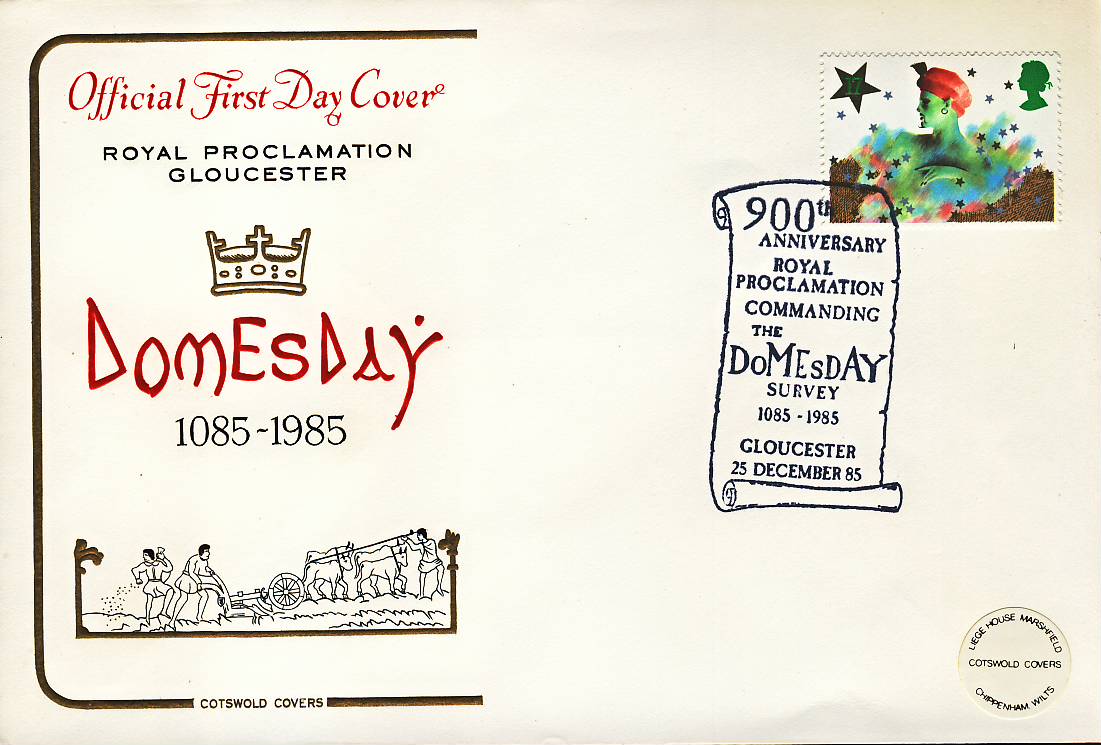 Official First Day Cover
ROYAL PROCLAMATION
GLOUCESTER
DOMESDAY
1085-1985
COTSWOLD COVERS
17
900th
ANNIVERSARY
ROYAL
PROCLAMATION
COMMANDING
THE
DOMESDAY
SURVEY
1085-1985
GLOUCESTER
25 DECEMBER 85
LIEGE HOUSE MARSHFIELD
COTSWOLD COVERS
CHIPPENHAM. WILTS